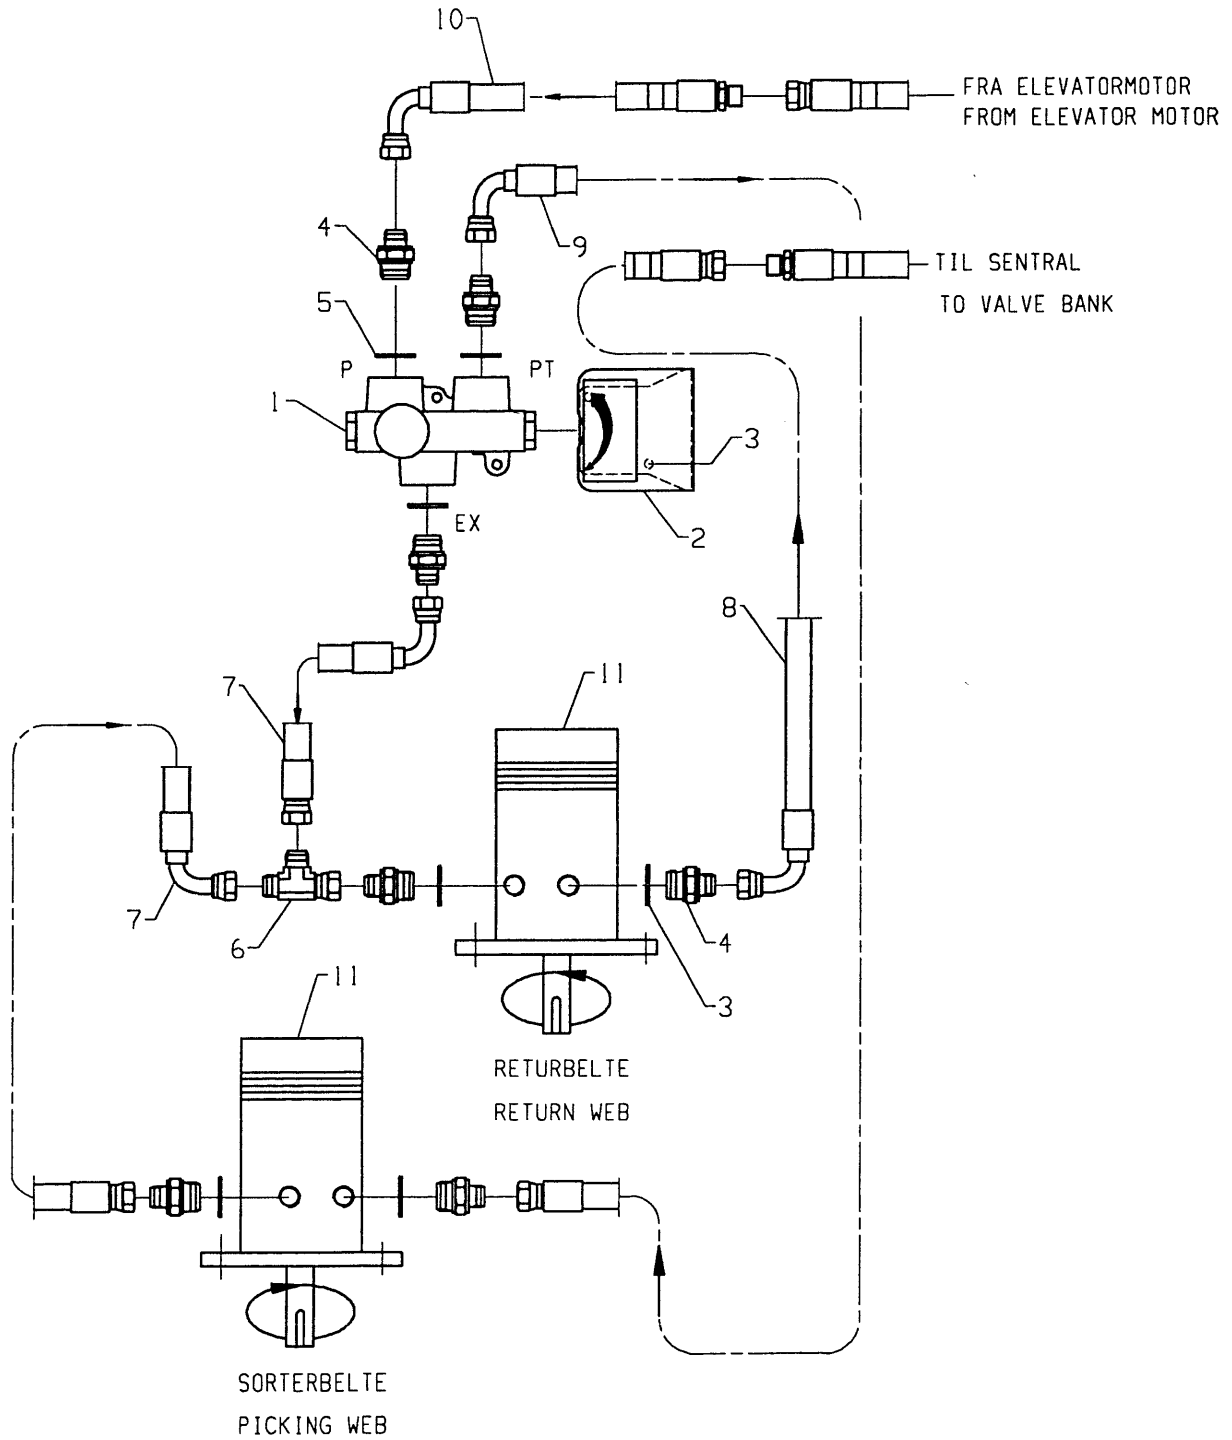 10
FRA ELEVATORMOTOR
FROM ELEVATOR MOTOR
4
9
TIL SENTRAL
TO VALVE BANK
5
P
PT
1
3
EX
2
8
7
11
7
6
4
3
11
RETURBELTE
RETURN WEB
SORTERBELTE
PICKING WEB